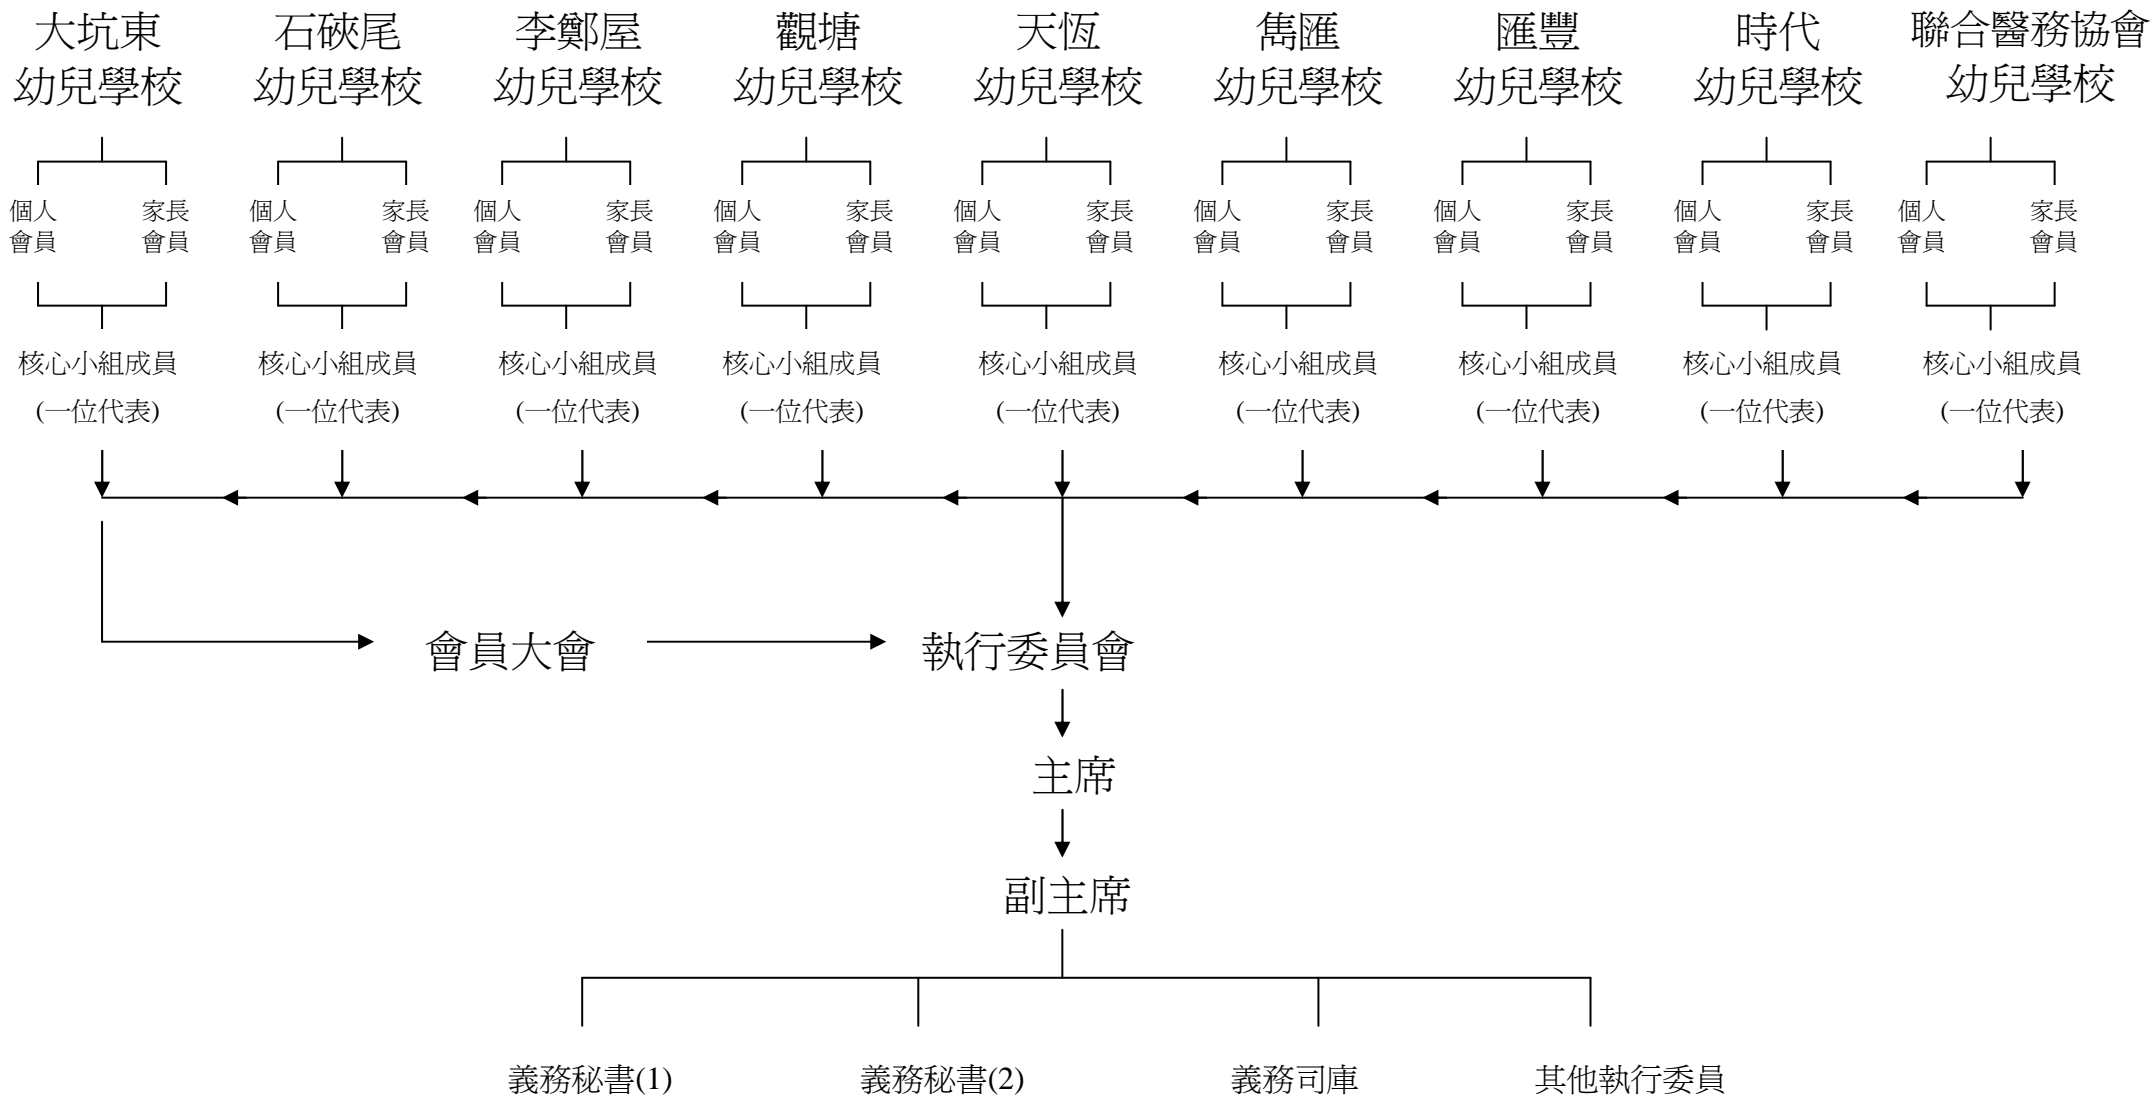 大坑東
幼兒學校
石硤尾
幼兒學校
李鄭屋
幼兒學校
觀塘
幼兒學校
天恆
幼兒學校
雋匯
幼兒學校
匯豐
幼兒學校
時代
幼兒學校
聯合醫務協會
幼兒學校
個人
會員
家長
會員
個人
會員
家長
會員
個人
會員
家長
會員
個人
會員
家長
會員
個人
會員
家長
會員
個人
會員
家長
會員
個人
會員
家長
會員
個人
會員
家長
會員
個人
會員
家長
會員
核心小組成員
(一位代表)
核心小組成員
(一位代表)
核心小組成員
(一位代表)
核心小組成員
(一位代表)
核心小組成員
(一位代表)
核心小組成員
(一位代表)
核心小組成員
(一位代表)
核心小組成員
(一位代表)
核心小組成員
(一位代表)
會員大會
執行委員會
主席
副主席
義務秘書(1)
義務秘書(2)
義務司庫
其他執行委員